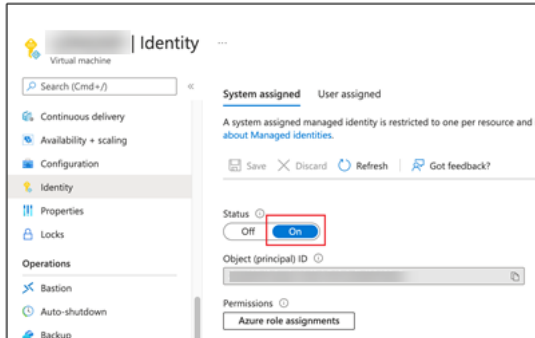 | Identity ...
Virtual machine
Search (Cmd+/)
«
Continuous delivery
Availability + scaling
Configuration
Identity
Properties
Locks
Operations
Bastion
Auto-shutdown
Backup
System assigned User assigned
A system assigned managed identity is restricted to one per resource and
about Managed identities.
Save Discard Refresh Got feedback?
Status
Off On
Object (principal) ID
Permissions
Azure role assignments